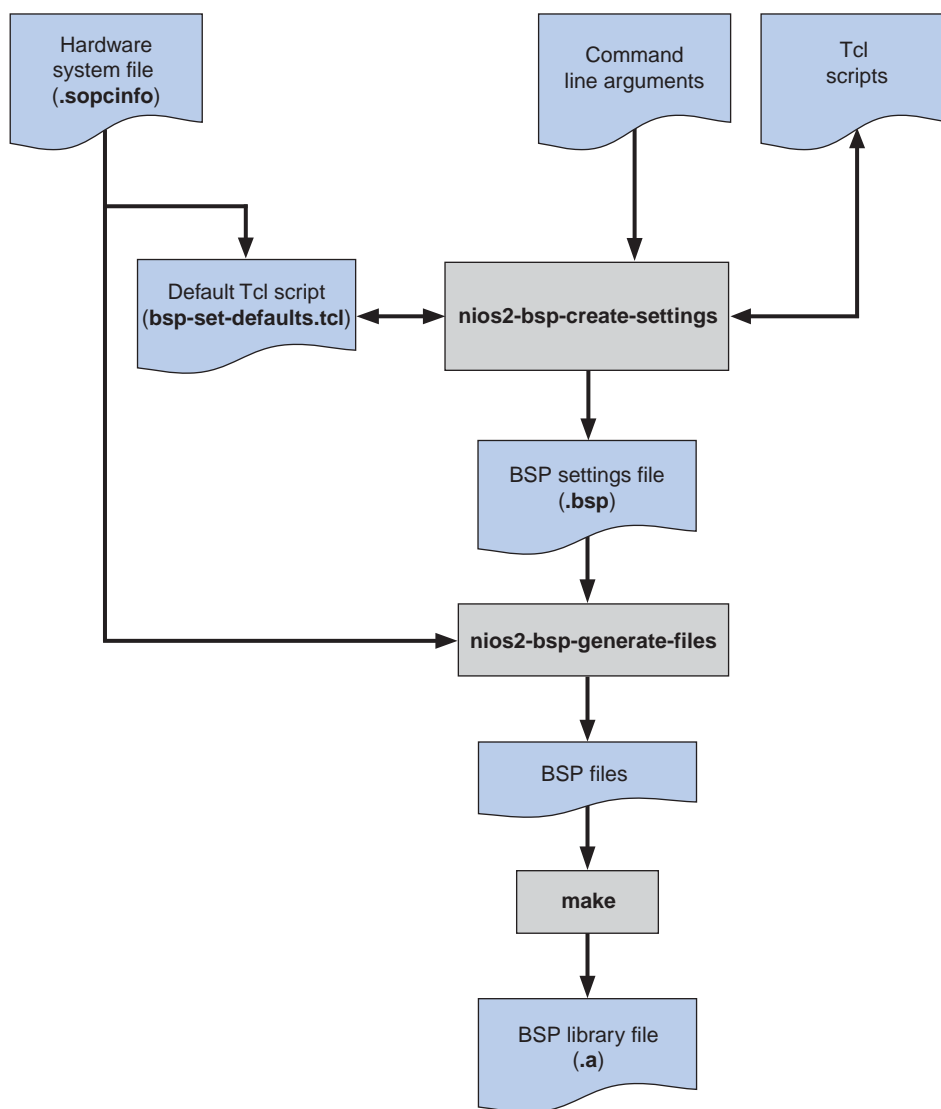 Hardware
system file
(.sopcinfo)
Command
line arguments
Tcl
scripts
Default Tcl script
(bsp-set-defaults.tcl)
nios2-bsp-create-settings
BSP settings file
(.bsp)
nios2-bsp-generate-files
BSP files
make
BSP library file
(.a)